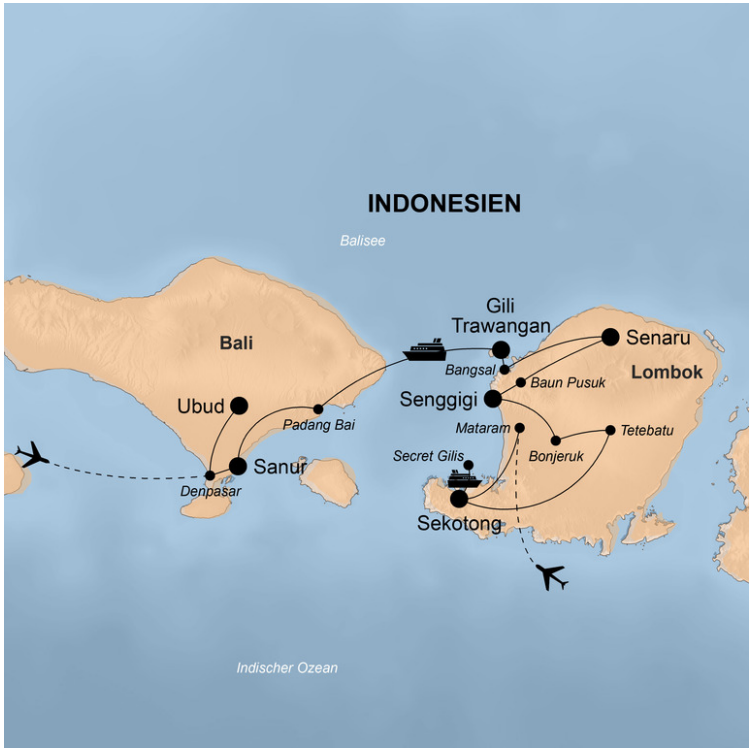 INDONESIEN
Balisee
Gili
Trawangan
Bali
Senaru
Bangsal
Lombok
Baun Pusuk
Ubud
Senggigi
Padang Bai
Mataram
Tetebatu
Secret Gilis
Bonjeruk
Sanur
Denpasar
Sekotong
Indischer Ozean